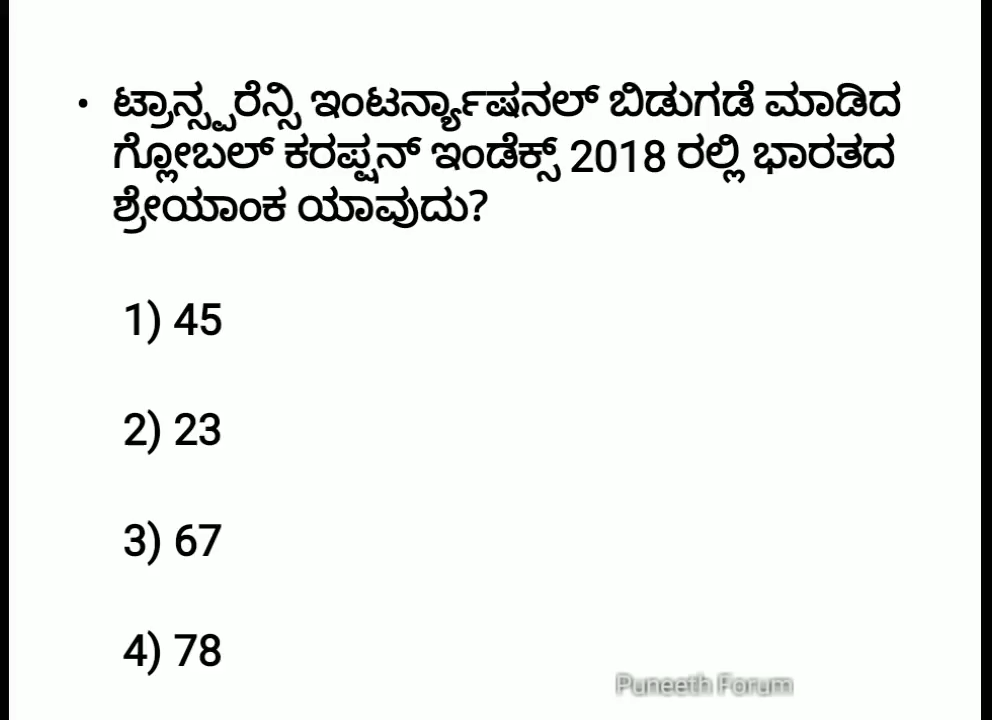 • ಟ್ರಾನ್ಸ್ಪರೆನ್ಸಿ ಇಂಟರ್ನ್ಯಾಷನಲ್ ಬಿಡುಗಡೆ ಮಾಡಿದ
ಗ್ಲೋಬಲ್ ಕರಪ್ಷನ್ ಇಂಡೆಕ್ಸ್ 2018 ರಲ್ಲಿ ಭಾರತದ
ಶ್ರೇಯಾಂಕ ಯಾವುದು?
1) 45
2) 23
3) 67
4) 78
Puneeth Forum